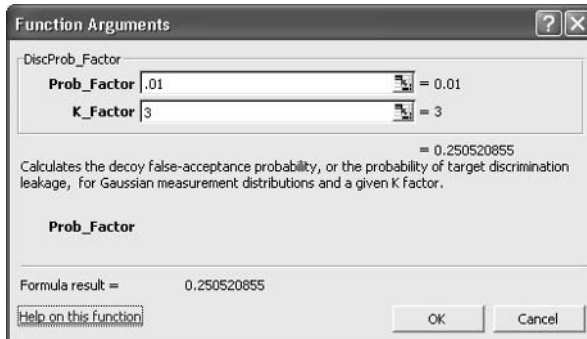 Function Arguments
DiscProb_Factor
Prob_Factor .01 = 0.01
K_Factor 3 = 3
= 0.250520855
Calculates the decoy false-acceptance probability, or the probability of target discrimination
leakage, for Gaussian measurement distributions and a given K factor.
Prob_Factor
Formula result = 0.250520855
Help on this function OK Cancel